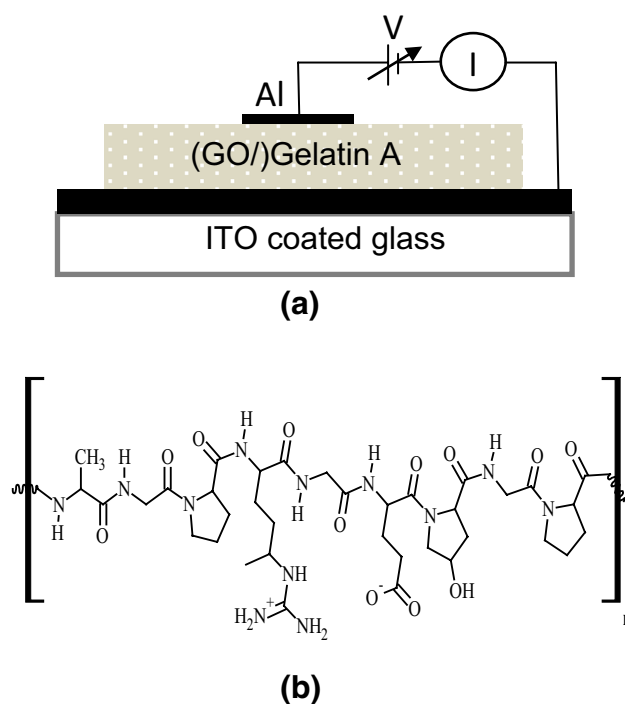 V
I
Al
(GO/)Gelatin A
ITO coated glass
(a)
H
H
H
O
N
O
O
O
O
CH₃
H
O
N
N
O
N
N
N
N
N
N
N
N
H
O
H
O
O
O
NH
O⁻
O
OH
H₂N
+
NH₂
(b)